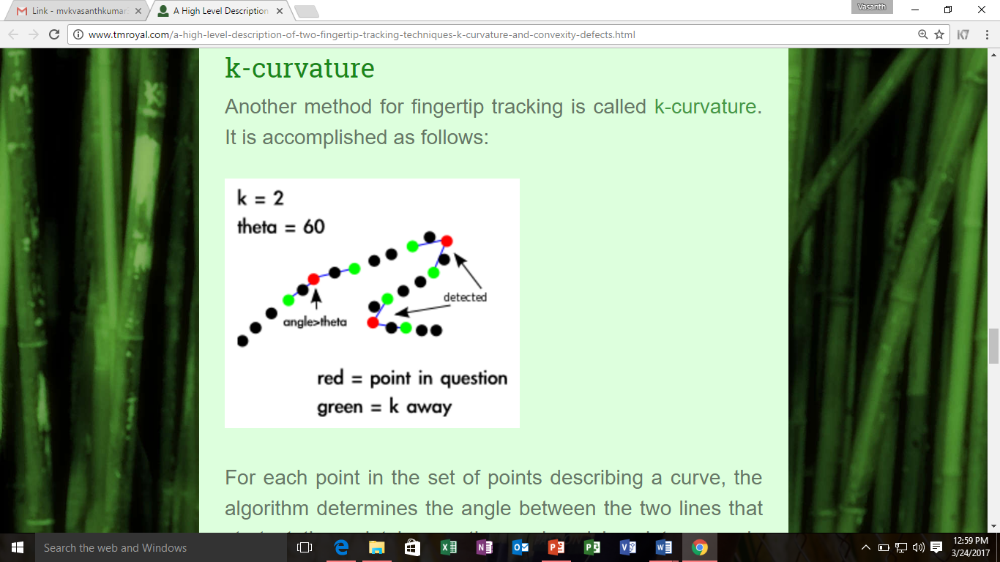 Link - mvkvasanthkumar
A High Level Description
Vasanth
www.tmroyal.com/a-high-level-description-of-two-fingertip-tracking-techniques-k-curvature-and-convexity-defects.html
K7
k-curvature
Another method for fingertip tracking is called k-curvature.
It is accomplished as follows:
k = 2
theta = 60
detected
angle>theta
red = point in question
green = k away
For each point in the set of points describing a curve, the
algorithm determines the angle between the two lines that
Search the web and Windows
12:59 PM
3/24/2017